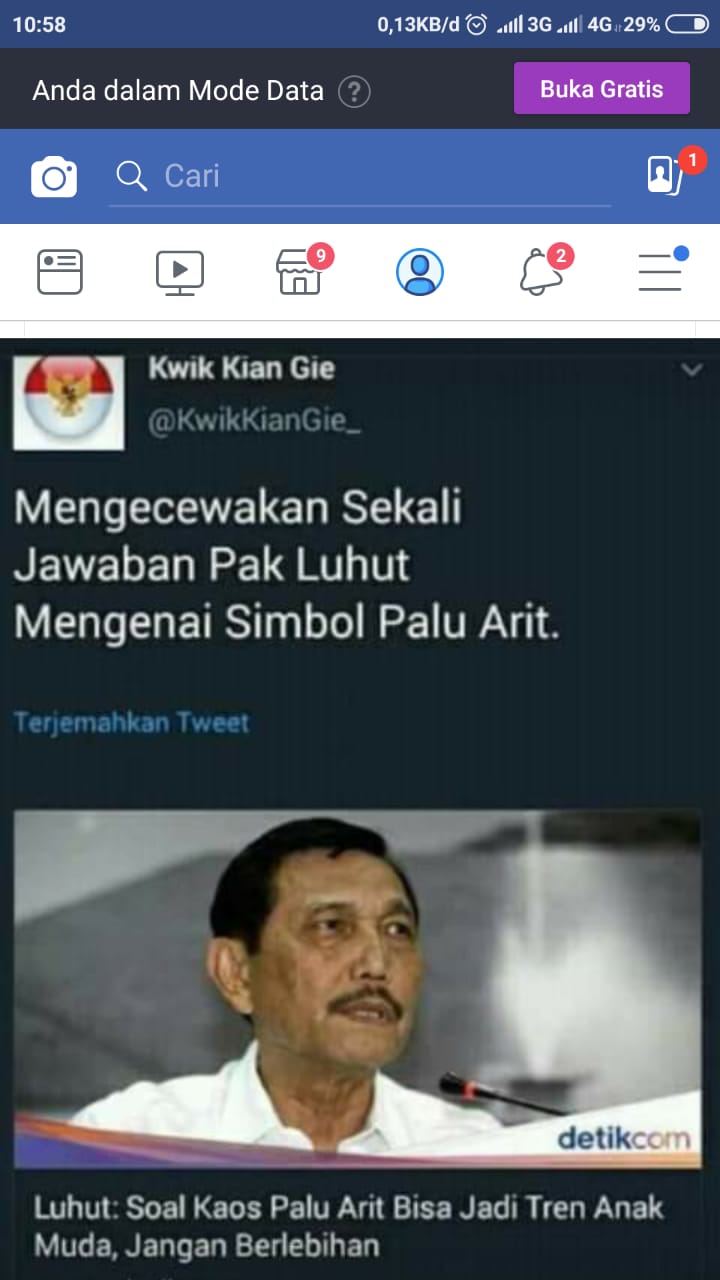 10:58
0,13KB/d 3G 4G 29%
Anda dalam Mode Data ?
Buka Gratis
Cari
1
9
2
Kwik Kian Gie
@KwikKianGie_
Mengecewakan Sekali
Jawaban Pak Luhut
Mengenai Simbol Palu Arit.
Terjemahkan Tweet
detikcom
Luhut: Soal Kaos Palu Arit Bisa Jadi Tren Anak
Muda, Jangan Berlebihan